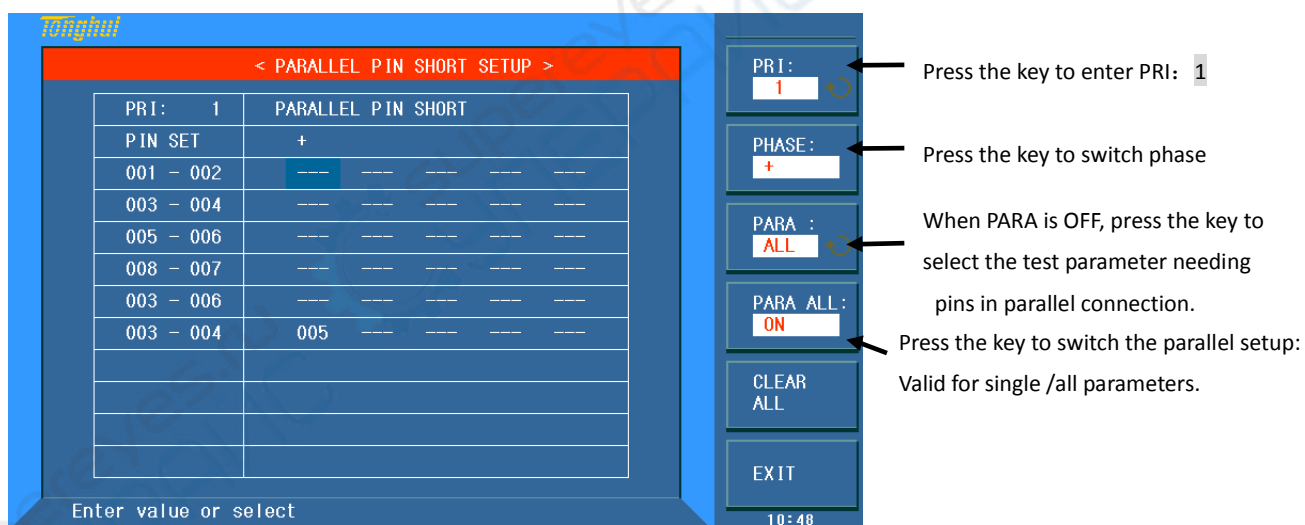 Tonghui
< PARALLEL PIN SHORT SETUP >
PRI: 1 PARALLEL PIN SHORT
PIN SET +
001 - 002 --- --- --- --- ---
003 - 004 --- --- --- --- ---
005 - 006 --- --- --- --- ---
008 - 007 --- --- --- --- ---
003 - 006 --- --- --- --- ---
003 - 004 005 --- --- --- ---
Enter value or select
PRI:
1
PHASE:
+
PARA :
ALL
PARA ALL:
ON
CLEAR
ALL
EXIT
10:48
Press the key to enter PRI: 1
Press the key to switch phase
When PARA is OFF, press the key to
select the test parameter needing
pins in parallel connection.
Press the key to switch the parallel setup:
Valid for single /all parameters.